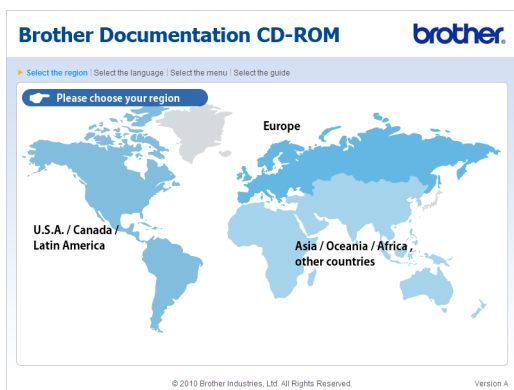 Brother Documentation CD-ROM
brother.
Select the region | Select the language | Select the menu | Select the guide
Please choose your region
Europe
U.S.A. / Canada /
Latin America
Asia / Oceania / Africa ,
other countries
© 2010 Brother Industries, Ltd. All Rights Reserved.
Version A